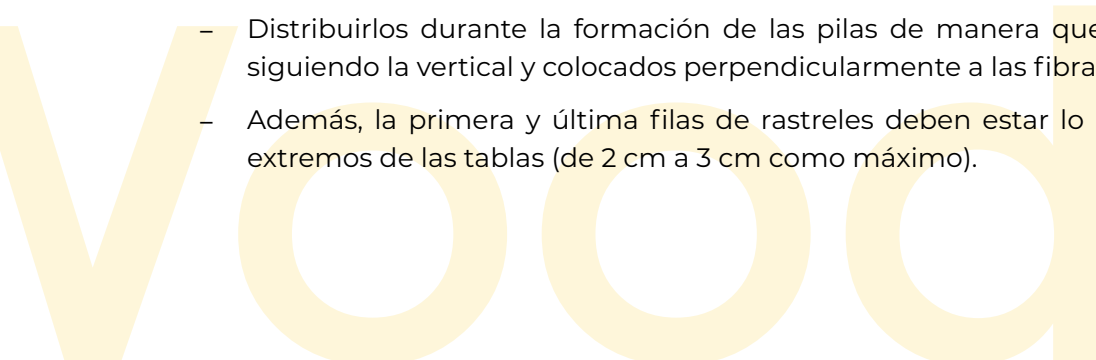 – Distribuirlos durante la formación de las pilas de manera que
siguiendo la vertical y colocados perpendicularmente a las fibra
– Además, la primera y última filas de rastreles deben estar lo
extremos de las tablas (de 2 cm a 3 cm como máximo).
Wood